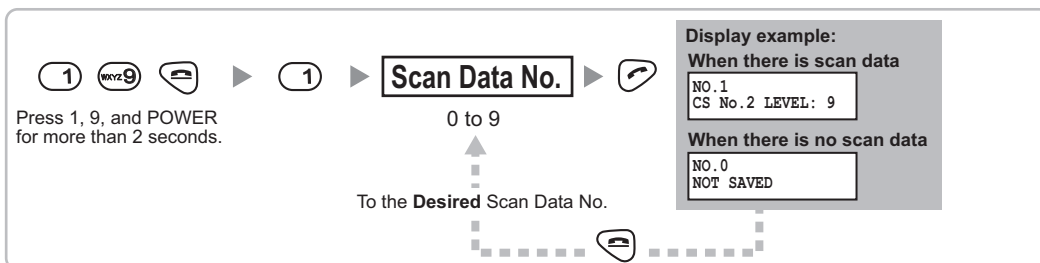 1 WXYZ9 1 Scan Data No.
Press 1, 9, and POWER
for more than 2 seconds.
0 to 9
To the Desired Scan Data No.
Display example:
When there is scan data
NO.1
CS No.2 LEVEL: 9
When there is no scan data
NO.0
NOT SAVED